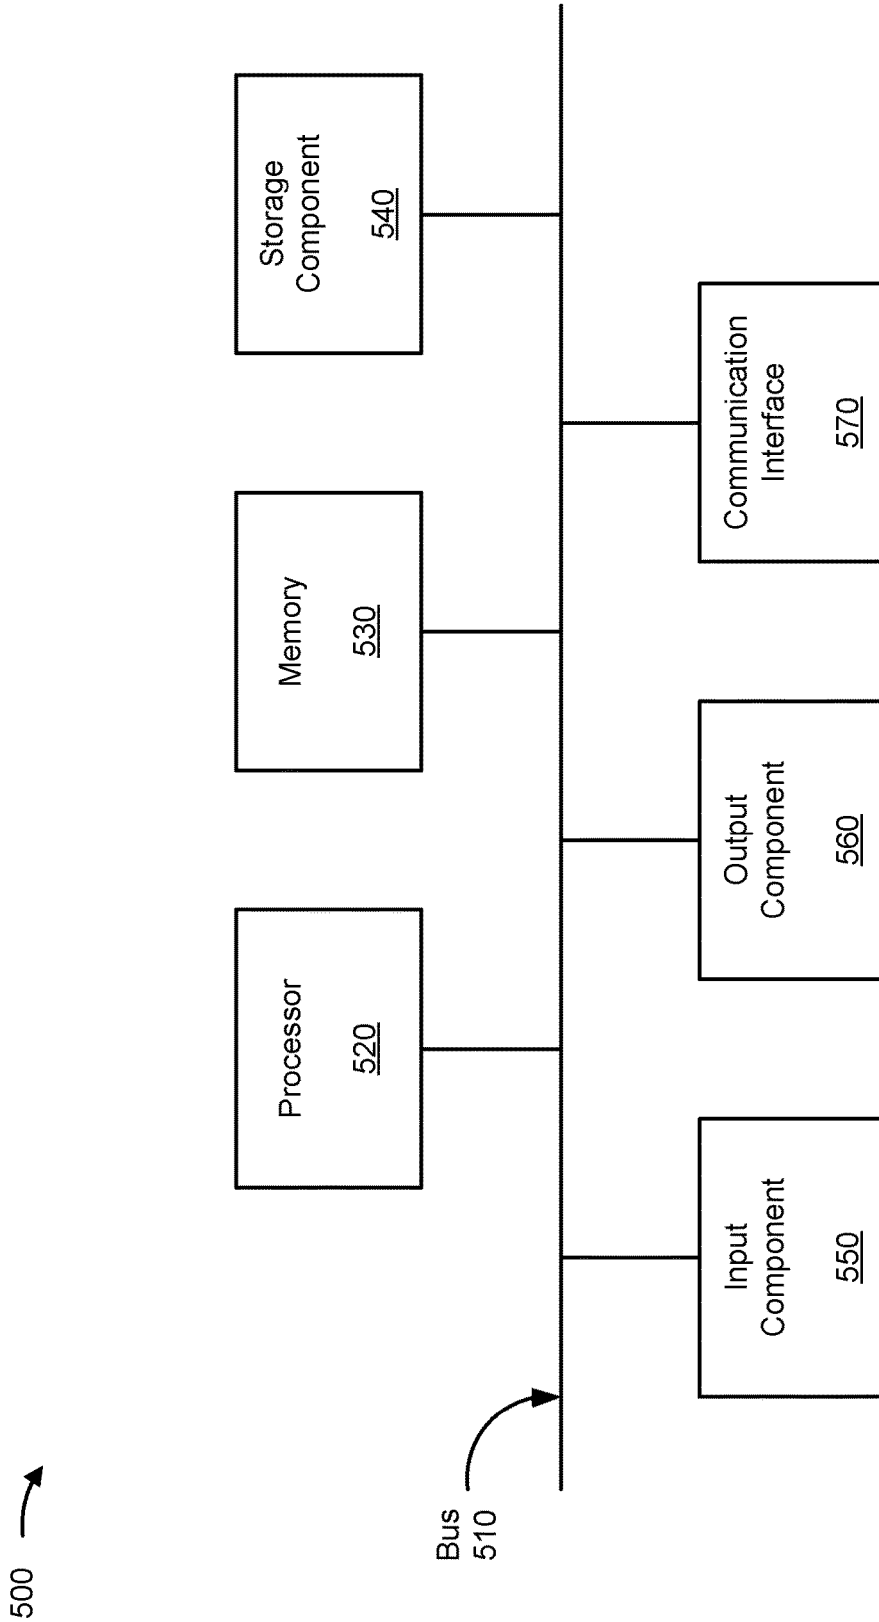 500
Processor
520
Memory
530
Storage
Component
540
Bus
510
Input
Component
550
Output
Component
560
Communication
Interface
570